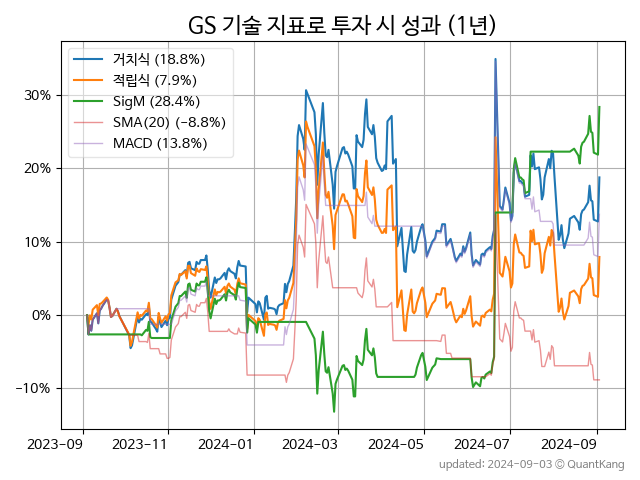 GS 기술 지표로 투자 시 성과 (1년)
거치식 (18.8%)
적립식 (7.9%)
SigM (28.4%)
SMA(20) (−8.8%)
MACD (13.8%)
30%
20%
10%
0%
−10%
2023-09 2023-11 2024-01 2024-03 2024-05 2024-07 2024-09
updated: 2024-09-03 © QuantKang